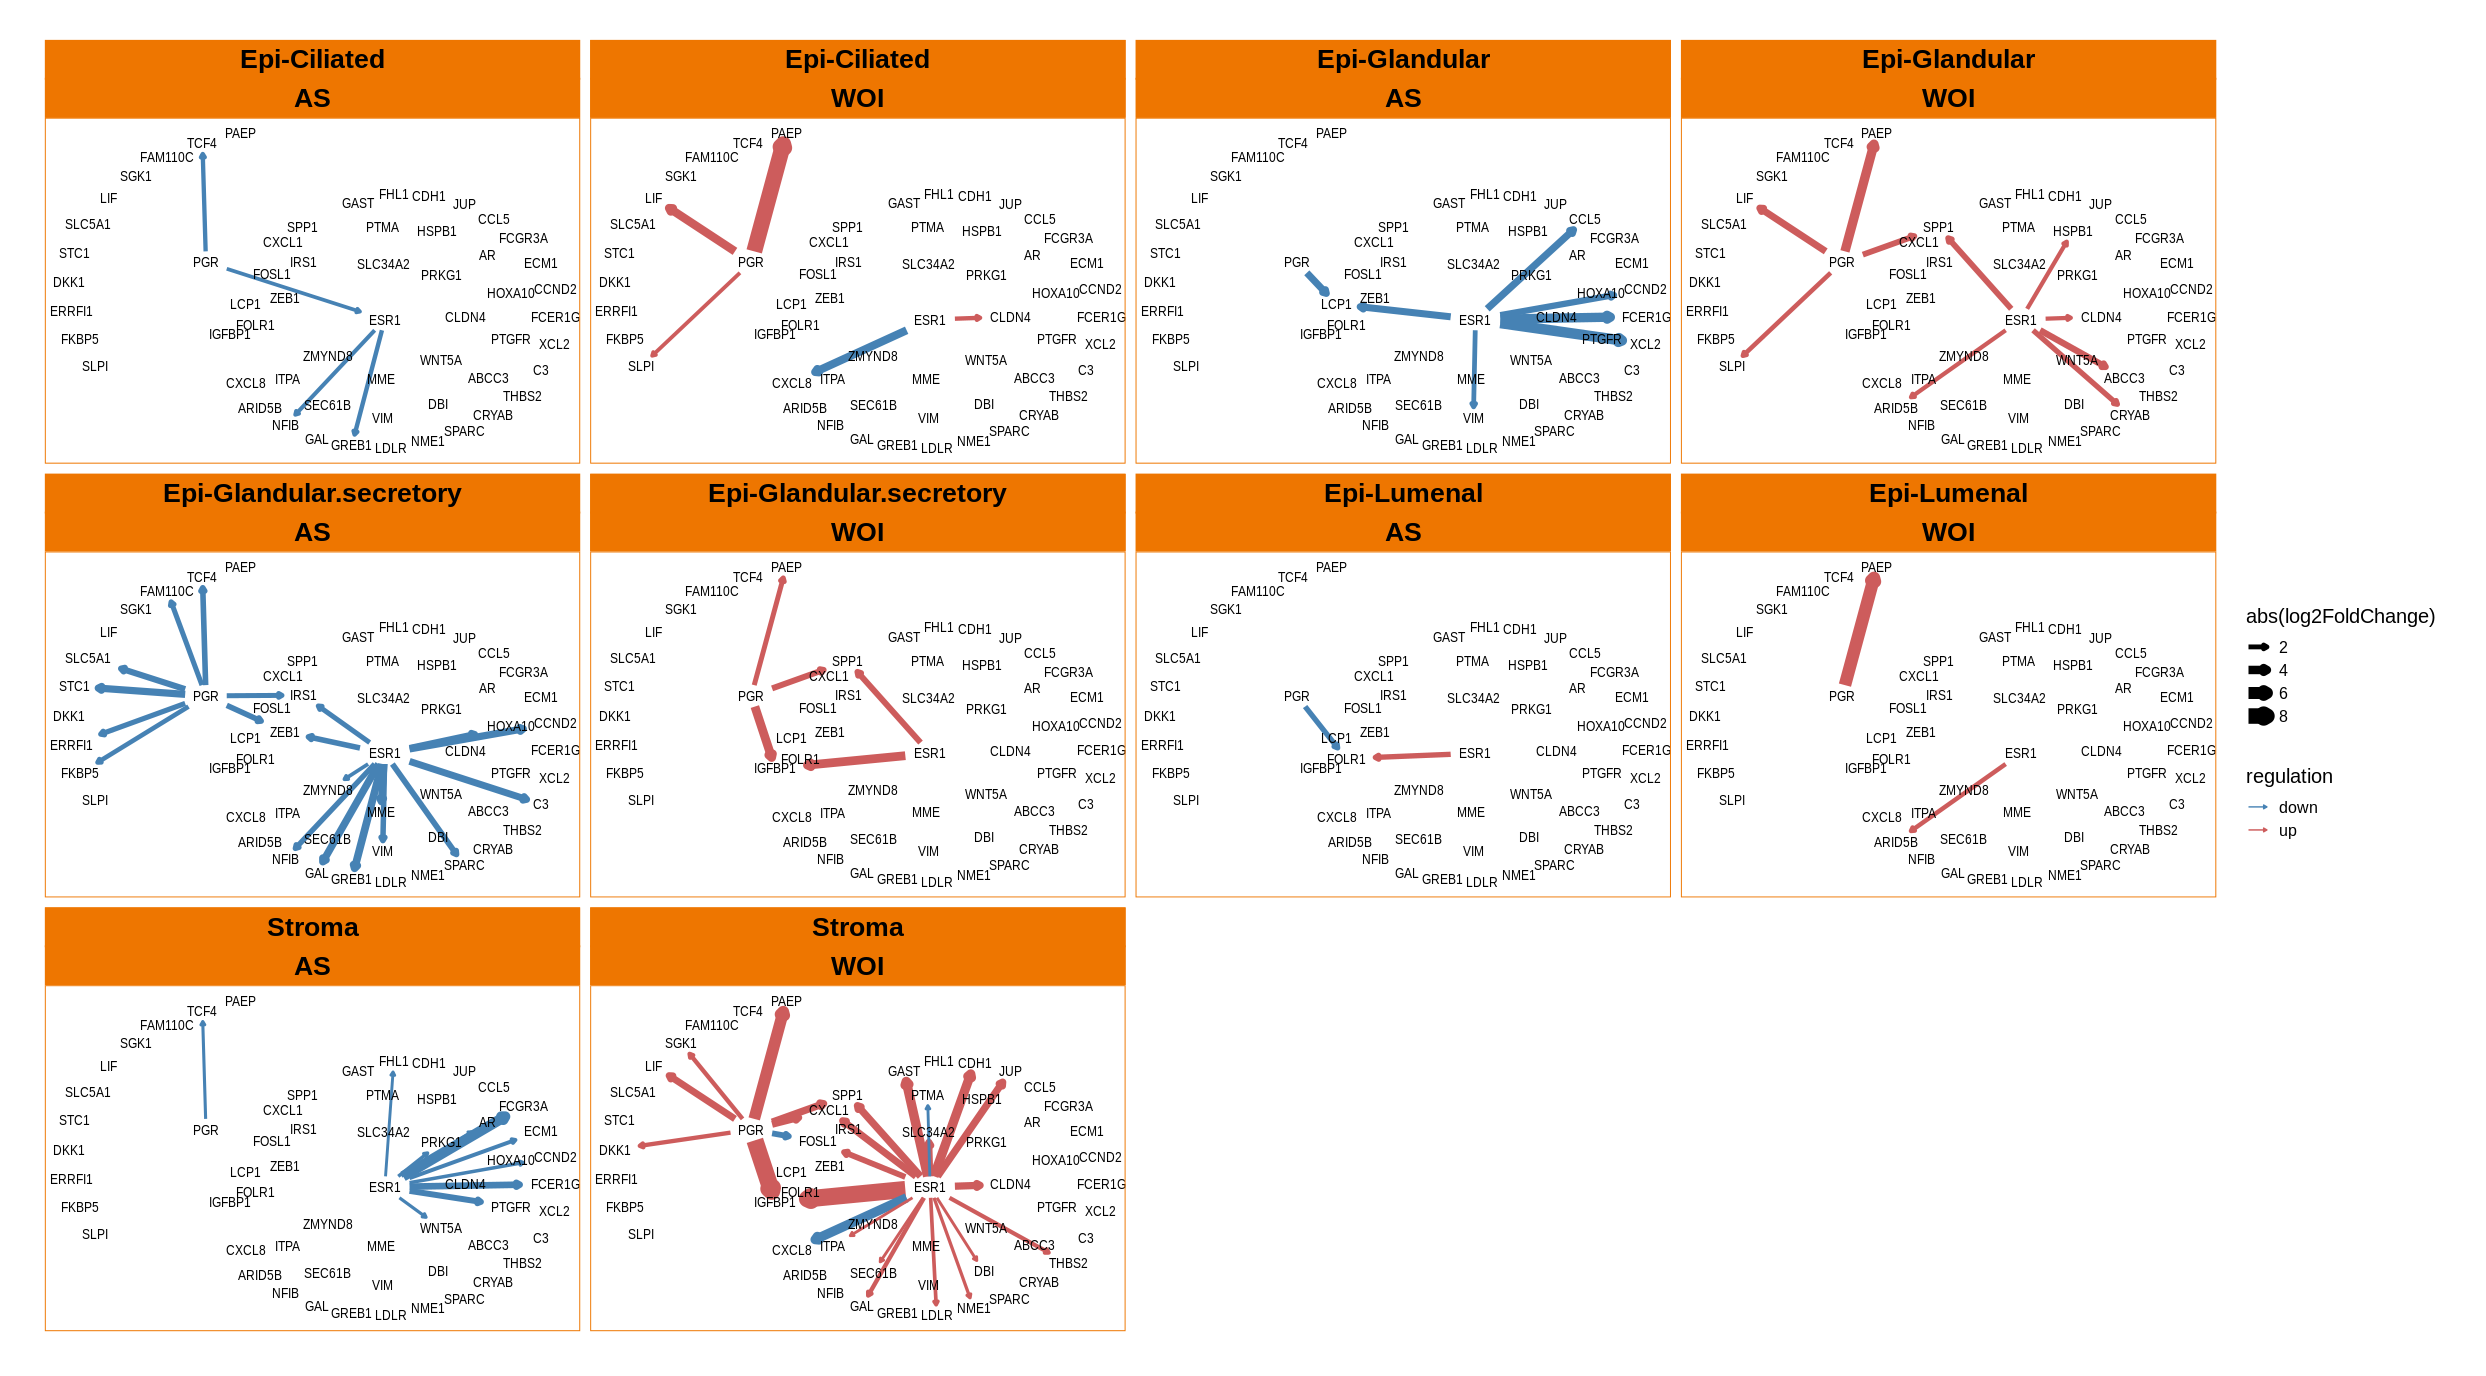 Epi-Ciliated
AS
PAEP
TCF4
FAM110C
SGK1
LIF
SLC5A1
STC1
DKK1
ERRFI1
FKBP5
SLPI
PGR
SPP1
CXCL1
IRS1
FOSL1
ZEB1
LCP1
FOLR1
IGFBP1
GAST FHL1 CDH1 JUP
PTMA HSPB1 CCL5
FCGR3A
AR
ECM1
SLC34A2
PRKG1
HOXA10 CCND2
ESR1 CLDN4 FCER1G
PTGFR XCL2
ZMYND8 WNT5A
CXCL8 ITPA MME ABCC3 C3
ARID5B SEC61B VIM DBI CRYAB THBS2
NFIB GAL GREB1 LDLR NME1 SPARC
Epi-Ciliated
WOI
PAEP
TCF4
FAM110C
SGK1
LIF
SLC5A1
STC1
DKK1
ERRFI1
FKBP5
SLPI
PGR
SPP1
CXCL1
IRS1
FOSL1
ZEB1
LCP1
FOLR1
IGFBP1
GAST FHL1 CDH1 JUP
PTMA HSPB1 CCL5
FCGR3A
AR
ECM1
SLC34A2
PRKG1
HOXA10 CCND2
ESR1 CLDN4 FCER1G
PTGFR XCL2
ZMYND8 WNT5A
CXCL8 ITPA MME ABCC3 C3
ARID5B SEC61B VIM DBI CRYAB THBS2
NFIB GAL GREB1 LDLR NME1 SPARC
Epi-Glandular
AS
PAEP
TCF4
FAM110C
SGK1
LIF
SLC5A1
STC1
DKK1
ERRFI1
FKBP5
SLPI
PGR
SPP1
CXCL1
IRS1
FOSL1
ZEB1
LCP1
FOLR1
IGFBP1
GAST FHL1 CDH1 JUP
PTMA HSPB1 CCL5
FCGR3A
AR
ECM1
SLC34A2
PRKG1
HOXA10 CCND2
ESR1 CLDN4 FCER1G
PTGFR XCL2
ZMYND8 WNT5A
CXCL8 ITPA MME ABCC3 C3
ARID5B SEC61B VIM DBI CRYAB THBS2
NFIB GAL GREB1 LDLR NME1 SPARC
Epi-Glandular
WOI
PAEP
TCF4
FAM110C
SGK1
LIF
SLC5A1
STC1
DKK1
ERRFI1
FKBP5
SLPI
PGR
SPP1
CXCL1
IRS1
FOSL1
ZEB1
LCP1
FOLR1
IGFBP1
GAST FHL1 CDH1 JUP
PTMA HSPB1 CCL5
FCGR3A
AR
ECM1
SLC34A2
PRKG1
HOXA10 CCND2
ESR1 CLDN4 FCER1G
PTGFR XCL2
ZMYND8 WNT5A
CXCL8 ITPA MME ABCC3 C3
ARID5B SEC61B VIM DBI CRYAB THBS2
NFIB GAL GREB1 LDLR NME1 SPARC
Epi-Glandular.secretory
AS
PAEP
TCF4
FAM110C
SGK1
LIF
SLC5A1
STC1
DKK1
ERRFI1
FKBP5
SLPI
PGR
SPP1
CXCL1
IRS1
FOSL1
ZEB1
LCP1
FOLR1
IGFBP1
GAST FHL1 CDH1 JUP
PTMA HSPB1 CCL5
FCGR3A
AR
ECM1
SLC34A2
PRKG1
HOXA10 CCND2
ESR1 CLDN4 FCER1G
PTGFR XCL2
ZMYND8 WNT5A
CXCL8 ITPA MME ABCC3 C3
ARID5B SEC61B VIM DBI CRYAB THBS2
NFIB GAL GREB1 LDLR NME1 SPARC
Epi-Glandular.secretory
WOI
PAEP
TCF4
FAM110C
SGK1
LIF
SLC5A1
STC1
DKK1
ERRFI1
FKBP5
SLPI
PGR
SPP1
CXCL1
IRS1
FOSL1
ZEB1
LCP1
FOLR1
IGFBP1
GAST FHL1 CDH1 JUP
PTMA HSPB1 CCL5
FCGR3A
AR
ECM1
SLC34A2
PRKG1
HOXA10 CCND2
ESR1 CLDN4 FCER1G
PTGFR XCL2
ZMYND8 WNT5A
CXCL8 ITPA MME ABCC3 C3
ARID5B SEC61B VIM DBI CRYAB THBS2
NFIB GAL GREB1 LDLR NME1 SPARC
Epi-Lumenal
AS
PAEP
TCF4
FAM110C
SGK1
LIF
SLC5A1
STC1
DKK1
ERRFI1
FKBP5
SLPI
PGR
SPP1
CXCL1
IRS1
FOSL1
ZEB1
LCP1
FOLR1
IGFBP1
GAST FHL1 CDH1 JUP
PTMA HSPB1 CCL5
FCGR3A
AR
ECM1
SLC34A2
PRKG1
HOXA10 CCND2
ESR1 CLDN4 FCER1G
PTGFR XCL2
ZMYND8 WNT5A
CXCL8 ITPA MME ABCC3 C3
ARID5B SEC61B VIM DBI CRYAB THBS2
NFIB GAL GREB1 LDLR NME1 SPARC
Epi-Lumenal
WOI
PAEP
TCF4
FAM110C
SGK1
LIF
SLC5A1
STC1
DKK1
ERRFI1
FKBP5
SLPI
PGR
SPP1
CXCL1
IRS1
FOSL1
ZEB1
LCP1
FOLR1
IGFBP1
GAST FHL1 CDH1 JUP
PTMA HSPB1 CCL5
FCGR3A
AR
ECM1
SLC34A2
PRKG1
HOXA10 CCND2
ESR1 CLDN4 FCER1G
PTGFR XCL2
ZMYND8 WNT5A
CXCL8 ITPA MME ABCC3 C3
ARID5B SEC61B VIM DBI CRYAB THBS2
NFIB GAL GREB1 LDLR NME1 SPARC
Stroma
AS
PAEP
TCF4
FAM110C
SGK1
LIF
SLC5A1
STC1
DKK1
ERRFI1
FKBP5
SLPI
PGR
SPP1
CXCL1
IRS1
FOSL1
ZEB1
LCP1
FOLR1
IGFBP1
GAST FHL1 CDH1 JUP
PTMA HSPB1 CCL5
FCGR3A
AR
ECM1
SLC34A2
PRKG1
HOXA10 CCND2
ESR1 CLDN4 FCER1G
PTGFR XCL2
ZMYND8 WNT5A
CXCL8 ITPA MME ABCC3 C3
ARID5B SEC61B VIM DBI CRYAB THBS2
NFIB GAL GREB1 LDLR NME1 SPARC
Stroma
WOI
PAEP
TCF4
FAM110C
SGK1
LIF
SLC5A1
STC1
DKK1
ERRFI1
FKBP5
SLPI
PGR
SPP1
CXCL1
IRS1
FOSL1
ZEB1
LCP1
FOLR1
IGFBP1
GAST FHL1 CDH1 JUP
PTMA HSPB1 CCL5
FCGR3A
AR
ECM1
SLC34A2
PRKG1
HOXA10 CCND2
ESR1 CLDN4 FCER1G
PTGFR XCL2
ZMYND8 WNT5A
CXCL8 ITPA MME ABCC3 C3
ARID5B SEC61B VIM DBI CRYAB THBS2
NFIB GAL GREB1 LDLR NME1 SPARC
abs(log2FoldChange)
2
4
6
8
regulation
down
up